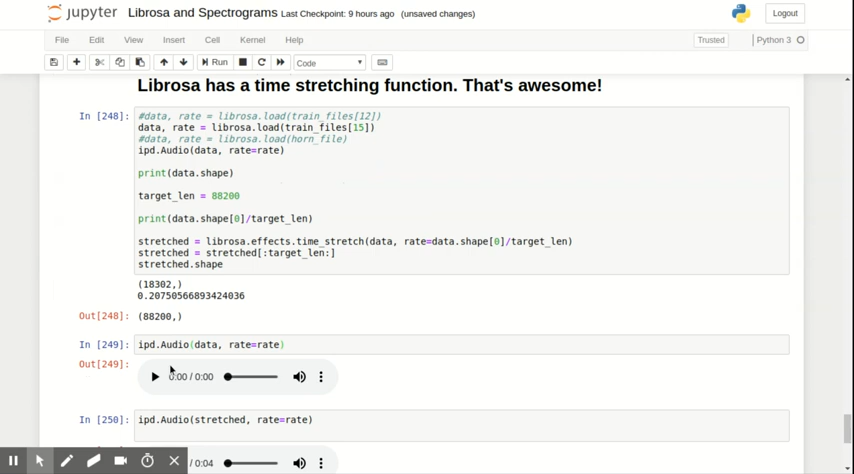 jupyter Librosa and Spectrograms Last Checkpoint: 9 hours ago (unsaved changes) Logout
File Edit View Insert Cell Kernel Help Trusted Python 3
Run Code
Librosa has a time stretching function. That's awesome!
In [248]: #data, rate = librosa.load(train_files[12])
data, rate = librosa.load(train_files[15])
#data, rate = librosa.load(horn_file)
ipd.Audio(data, rate=rate)
print(data.shape)
target_len = 88200
print(data.shape[0]/target_len)
stretched = librosa.effects.time_stretch(data, rate=data.shape[0]/target_len)
stretched = stretched[:target_len:]
stretched.shape
(18302,)
0.20750566893424036
Out[248]: (88200,)
In [249]: ipd.Audio(data, rate=rate)
Out[249]:
0:00 / 0:00
In [250]: ipd.Audio(stretched, rate=rate)
/ 0:04